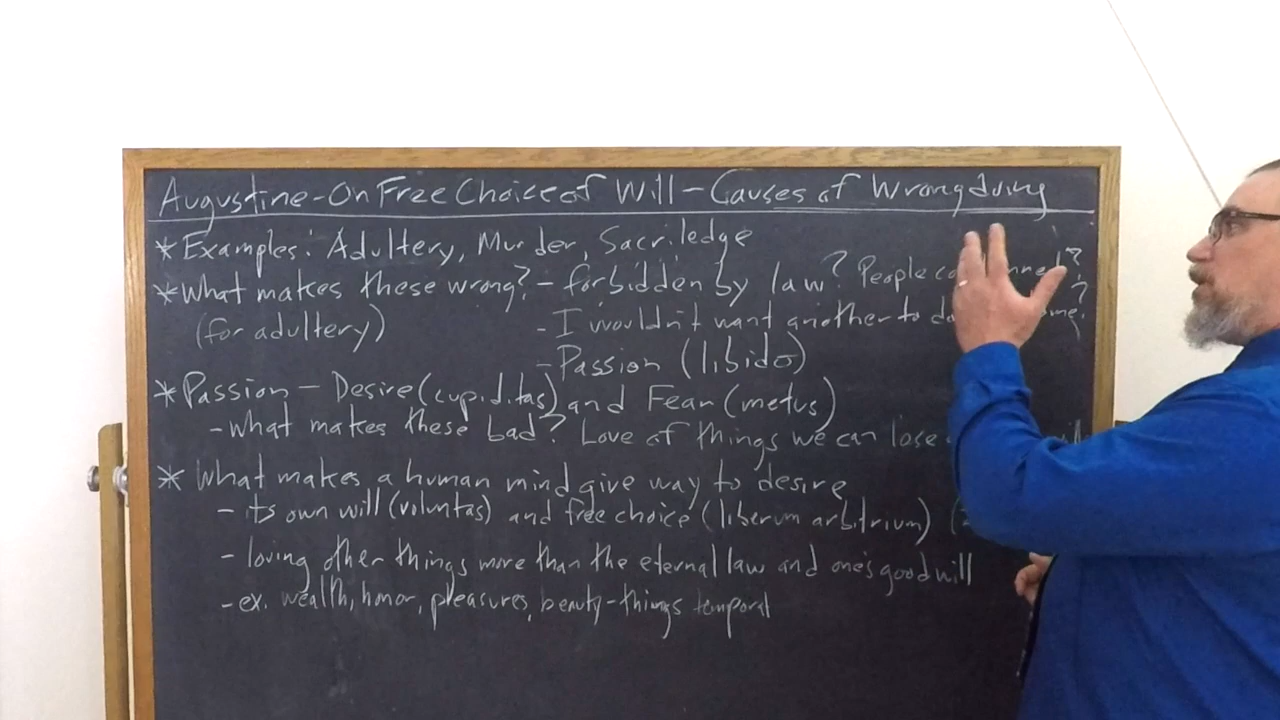 Augustine-On Free Choice of Will - Causes of Wrongdoing
* Examples: Adultery, Murder, Sacriledge
* What makes these wrong? - forbidden by law? People
(for adultery) - I wouldn't want another to
- Passion (libido)
* Passion - Desire (cupiditas) and Fear (metus)
- What makes these bad? Love of things we can lose
* What makes a human mind give way to desire
- its own will (voluntas) and free choice (liberum arbitrium)
- loving other things more than the eternal law and one's good will
- ex. wealth, honor, pleasures, beauty - things temporal